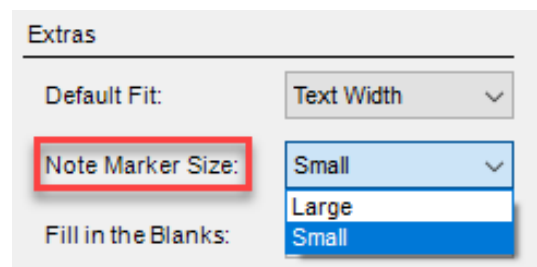 Extras
Default Fit: Text Width
Note Marker Size: Small
Large
Fill in the Blanks: Small